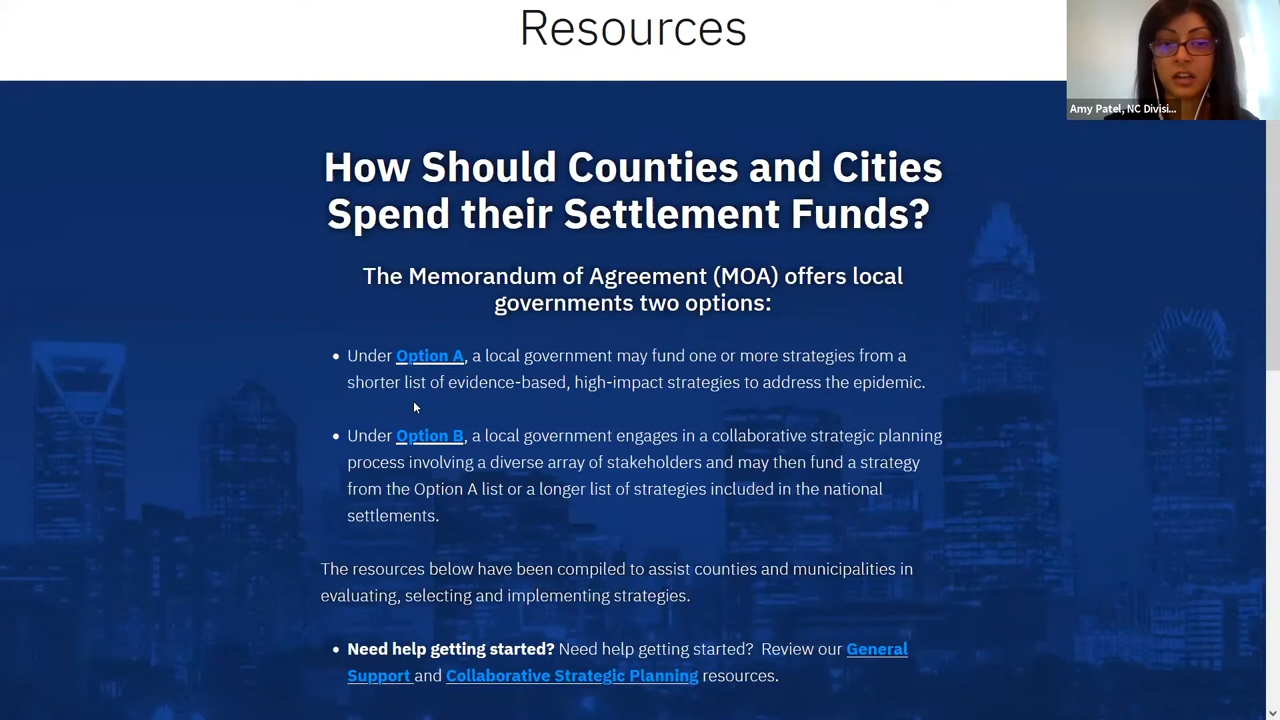 Resources
Amy Patel, NC Divisi...
How Should Counties and Cities
Spend their Settlement Funds?
The Memorandum of Agreement (MOA) offers local
governments two options:
• Under Option A, a local government may fund one or more strategies from a
shorter list of evidence-based, high-impact strategies to address the epidemic.
• Under Option B, a local government engages in a collaborative strategic planning
process involving a diverse array of stakeholders and may then fund a strategy
from the Option A list or a longer list of strategies included in the national
settlements.
The resources below have been compiled to assist counties and municipalities in
evaluating, selecting and implementing strategies.
• Need help getting started? Need help getting started? Review our General
Support and Collaborative Strategic Planning resources.